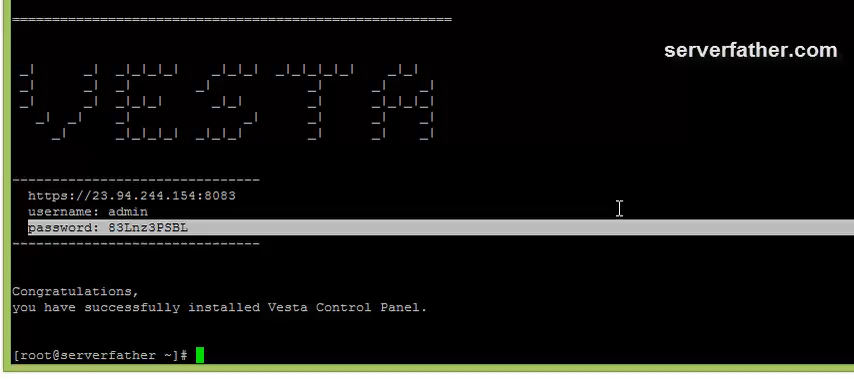 serverfather.com
VESTA
https://23.94.244.154:8083
username: admin
password: 83Lnz3PSBL
Congratulations,
you have successfully installed Vesta Control Panel.
[root@serverfather ~]#